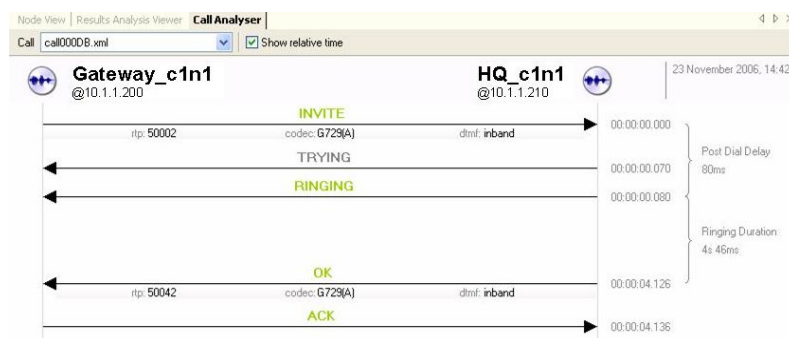 Node View Results Analysis Viewer Call Analyser
Call call000DB.xml Show relative time
Gateway_c1n1 HQ_c1n1 23 November 2006, 14:42
@10.1.1.200 @10.1.1.210
INVITE
00:00:00.000
rtp: 50002 codec: G729(A) dtmf: inband
TRYING
Post Dial Delay
00:00:00.070 80ms
RINGING
00:00:00.080
Ringing Duration
4s 46ms
OK
00:00:04.126
rtp: 50042 codec: G729(A) dtmf: inband
ACK
00:00:04.136